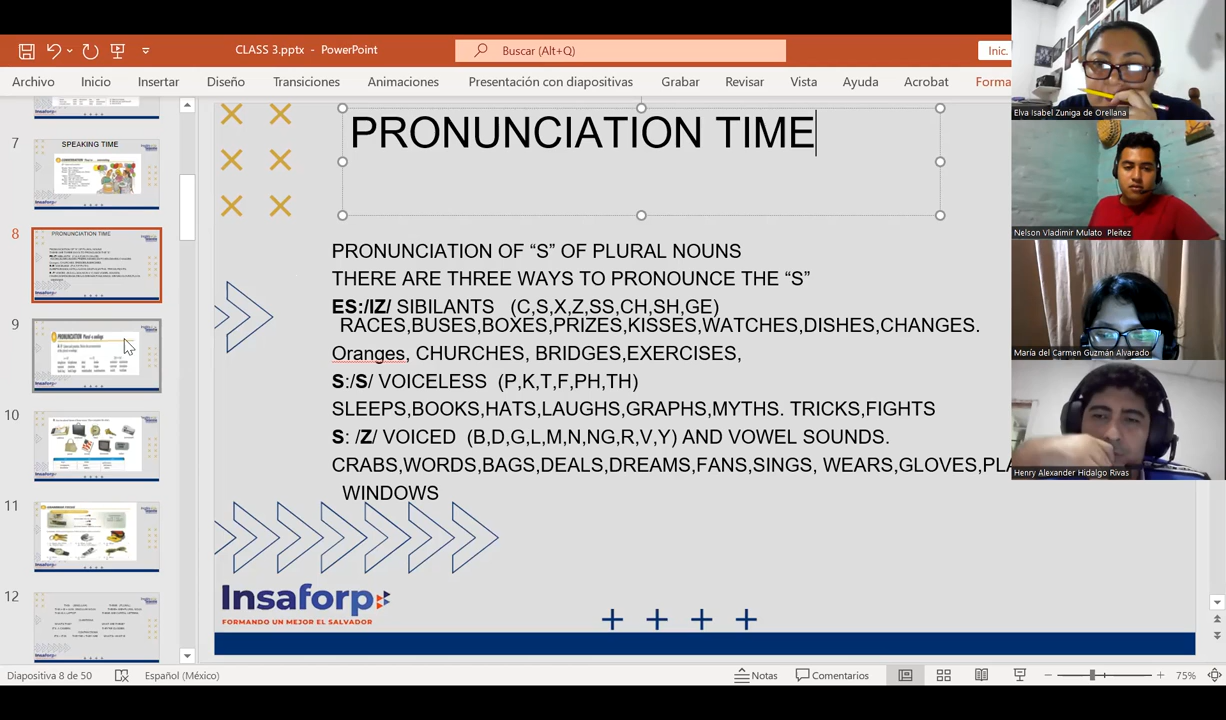 CLASS 3.pptx - PowerPoint
Buscar (Alt+Q)
Inic.
Archivo Inicio Insertar Diseño Transiciones Animaciones Presentación con diapositivas Grabar Revisar Vista Ayuda Acrobat Forma
7
SPEAKING TIME
8
PRONUNCIATION TIME
9
10
11
12
PRONUNCIATION TIME
PRONUNCIATION OF “S” OF PLURAL NOUNS
THERE ARE THREE WAYS TO PRONOUNCE THE “S”
ES:/IZ/ SIBILANTS (C,S,X,Z,SS,CH,SH,GE)
RACES,BUSES,BOXES,PRIZES,KISSES,WATCHES,DISHES,CHANGES.
Oranges, CHURCHES, BRIDGES,EXERCISES,
S:/S/ VOICELESS (P,K,T,F,PH,TH)
SLEEPS,BOOKS,HATS,LAUGHS,GRAPHS,MYTHS. TRICKS,FIGHTS
S: /Z/ VOICED (B,D,G,L,M,N,NG,R,V,Y) AND VOWEL SOUNDS.
CRABS,WORDS,BAGS,DEALS,DREAMS,FANS,SINGS, WEARS,GLOVES,PLA
WINDOWS
Insaforp
FORMANDO UN MEJOR EL SALVADOR
Elva Isabel Zuniga de Orellana
Nelson Vladimir Mulato Pleitez
María del Carmen Guzmán Alvarado
Henry Alexander Hidalgo Rivas
Diapositiva 8 de 50 Español (México) Notas Comentarios 75%